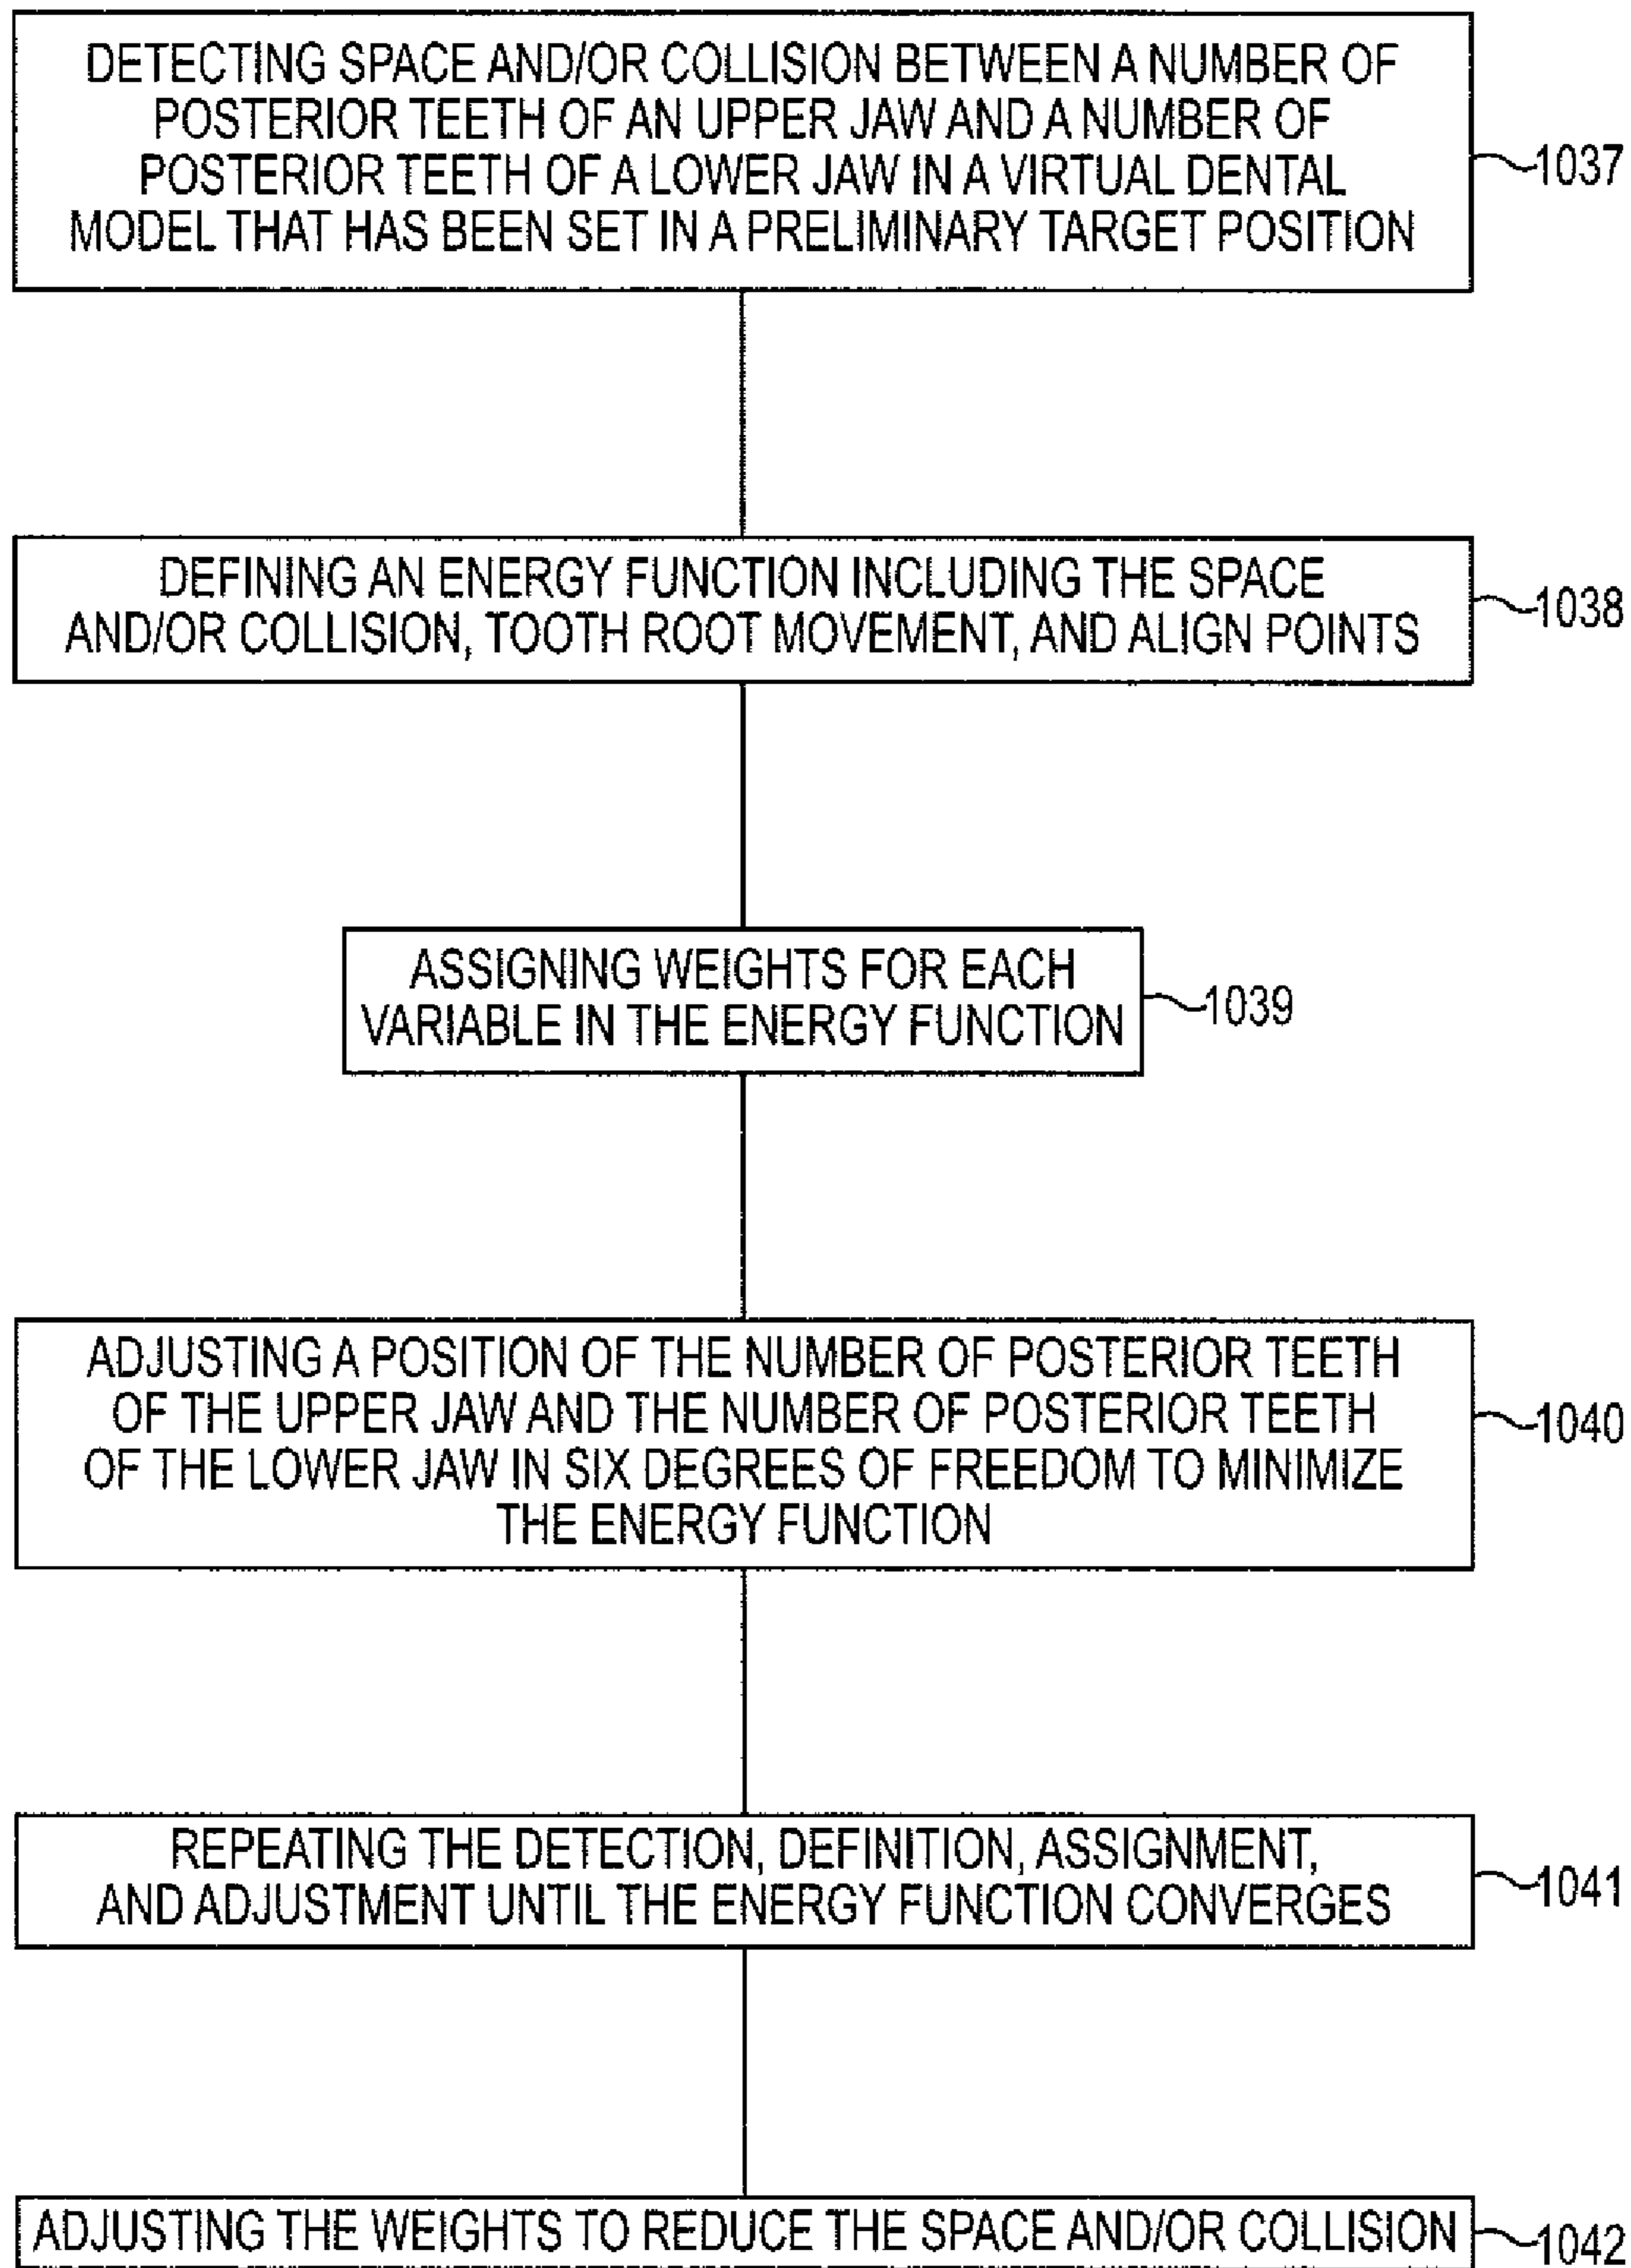 DETECTING SPACE AND/OR COLLISION BETWEEN A NUMBER OF
POSTERIOR TEETH OF AN UPPER JAW AND A NUMBER OF
POSTERIOR TEETH OF A LOWER JAW IN A VIRTUAL DENTAL
MODEL THAT HAS BEEN SET IN A PRELIMINARY TARGET POSITION
1037
DEFINING AN ENERGY FUNCTION INCLUDING THE SPACE
AND/OR COLLISION, TOOTH ROOT MOVEMENT, AND ALIGN POINTS
1038
ASSIGNING WEIGHTS FOR EACH
VARIABLE IN THE ENERGY FUNCTION
1039
ADJUSTING A POSITION OF THE NUMBER OF POSTERIOR TEETH
OF THE UPPER JAW AND THE NUMBER OF POSTERIOR TEETH
OF THE LOWER JAW IN SIX DEGREES OF FREEDOM TO MINIMIZE
THE ENERGY FUNCTION
1040
REPEATING THE DETECTION, DEFINITION, ASSIGNMENT,
AND ADJUSTMENT UNTIL THE ENERGY FUNCTION CONVERGES
1041
ADJUSTING THE WEIGHTS TO REDUCE THE SPACE AND/OR COLLISION
1042